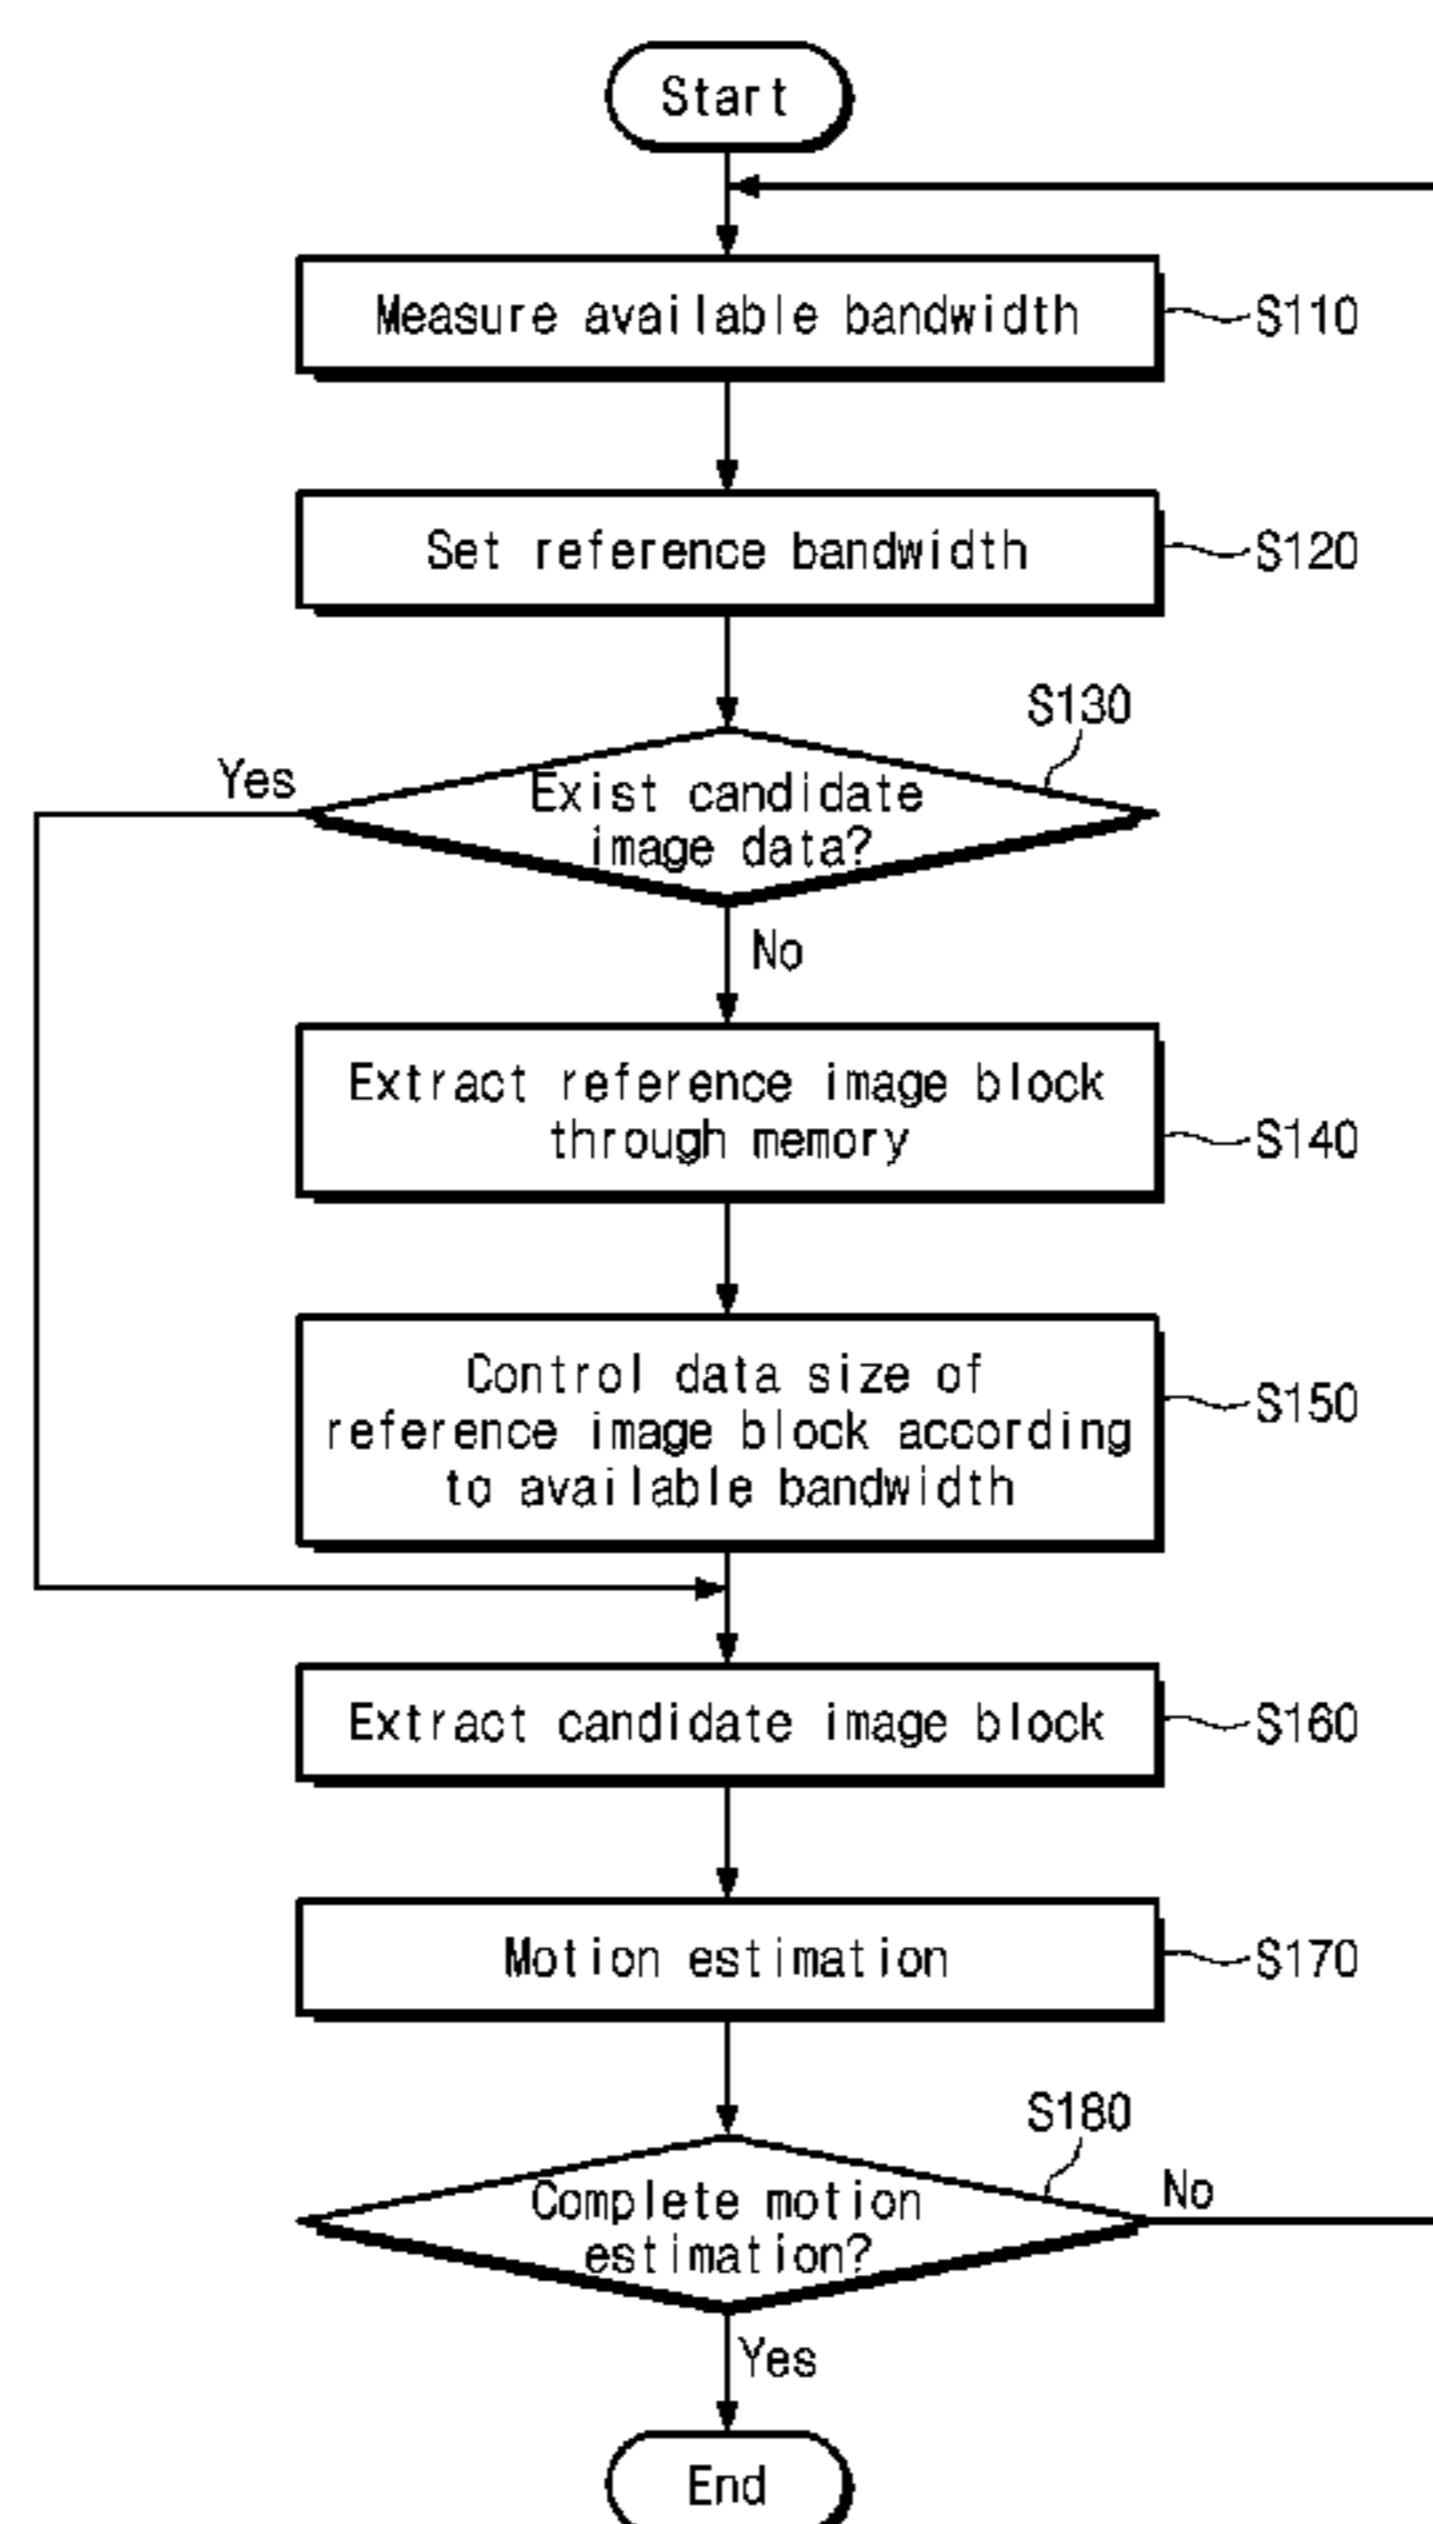 Start
Measure available bandwidth
S110
Set reference bandwidth
S120
S130
Yes
Exist candidate
image data?
No
Extract reference image block
through memory
S140
Control data size of
reference image block according
to available bandwidth
S150
Extract candidate image block
S160
Motion estimation
S170
S180
Complete motion
estimation?
No
Yes
End